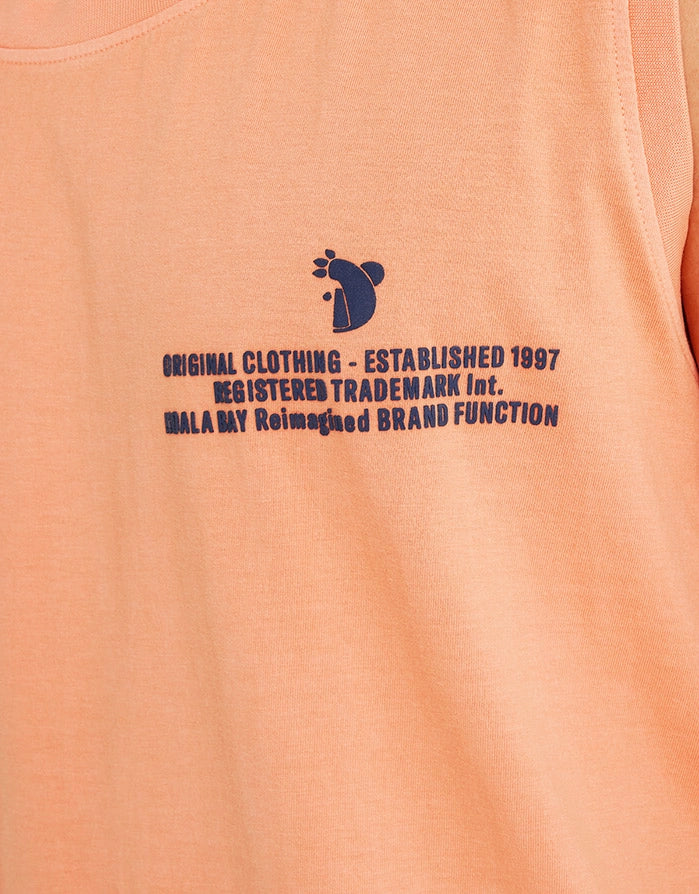 ORIGINAL CLOTHING - ESTABLISHED 1997
REGISTERED TRADEMARK Int.
KOALA BAY Reimagined BRAND FUNCTION